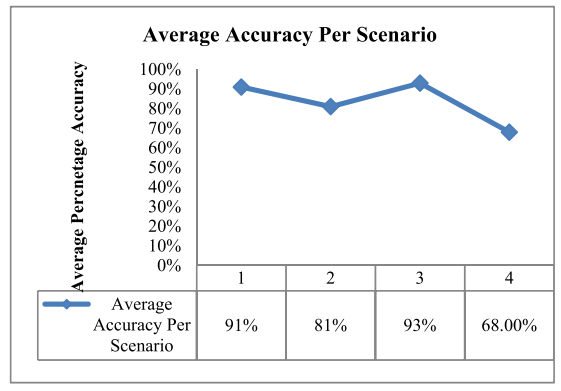 Average Accuracy Per Scenario
Average Percnetage Accuracy
100%
90%
80%
70%
60%
50%
40%
30%
20%
10%
0%
1 2 3 4
Average
Accuracy Per
Scenario
91% 81% 93% 68.00%